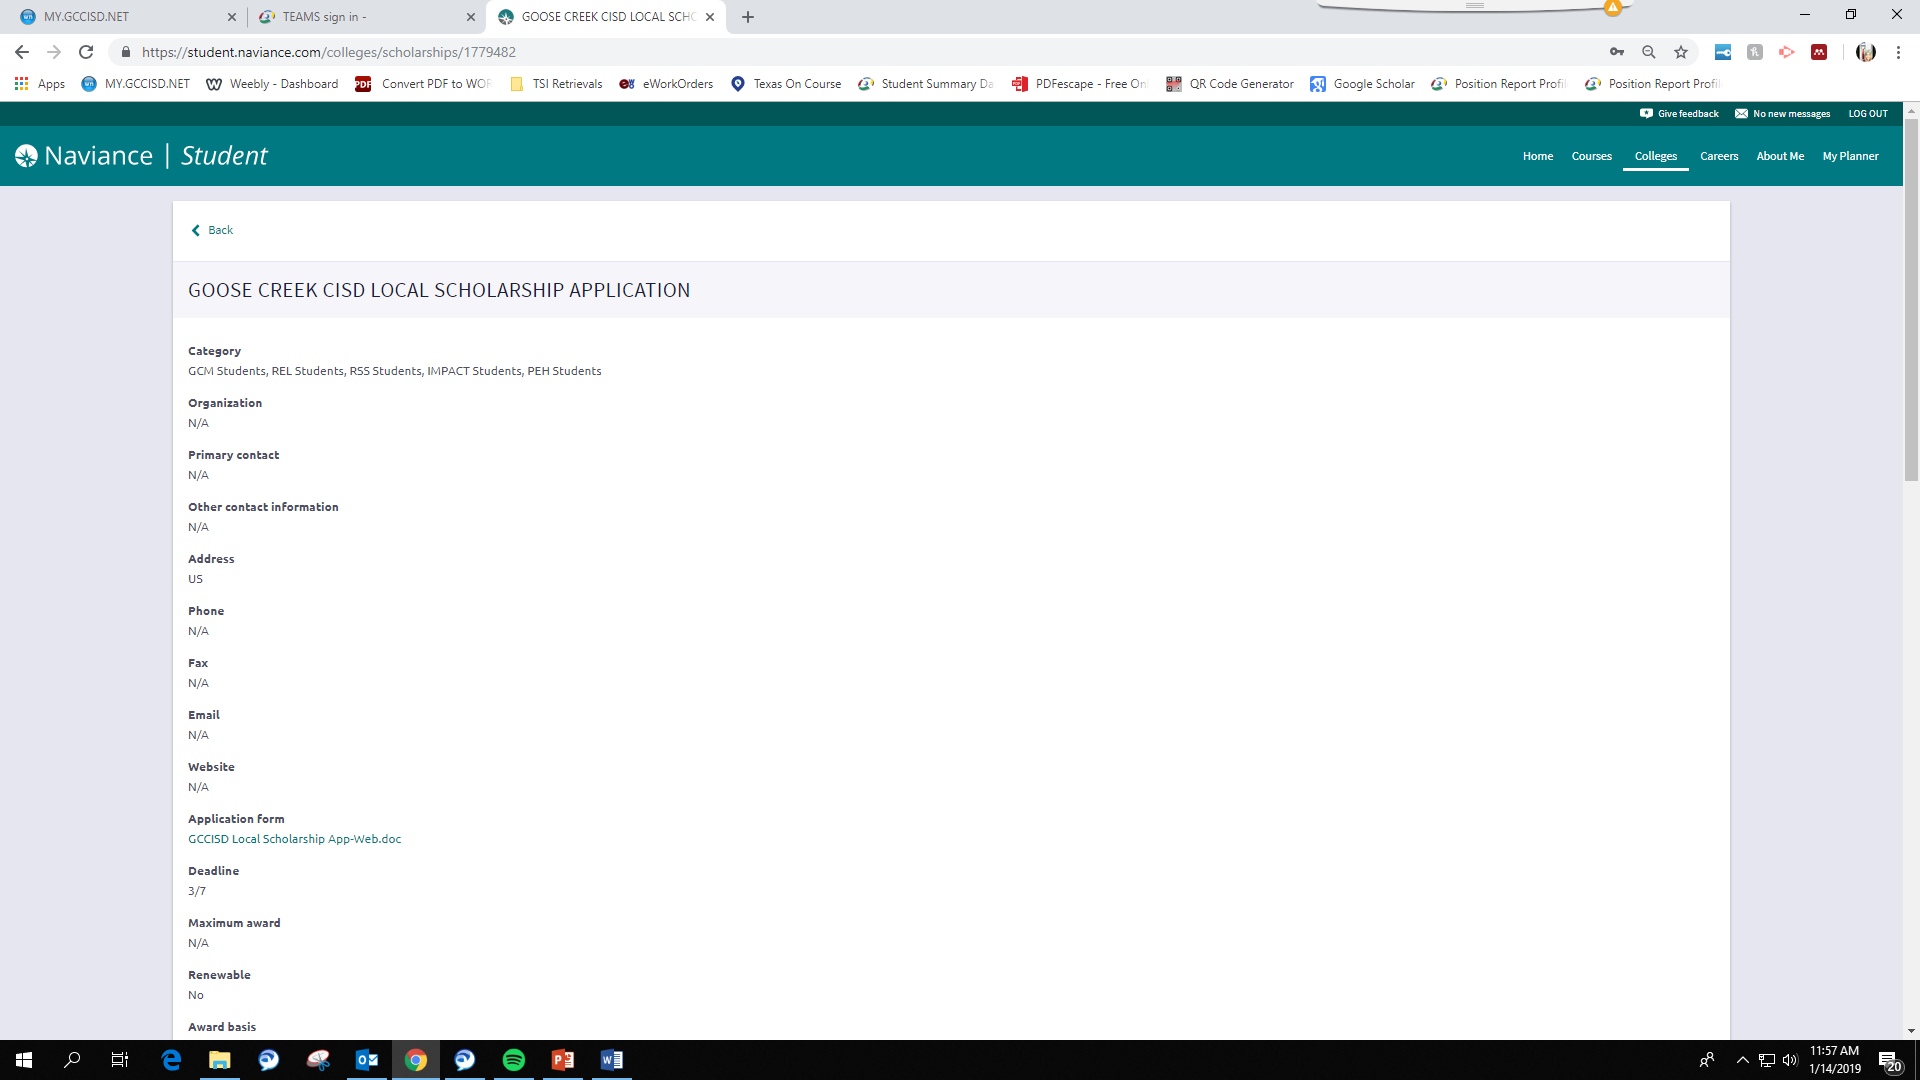 MY.GCCISD.NET
TEAMS sign in -
GOOSE CREEK CISD LOCAL SCHO
https://student.naviance.com/colleges/scholarships/1779482
Apps MY.GCCISD.NET Weebly - Dashboard PDF Convert PDF to WOR TSI Retrievals eWorkOrders Texas On Course Student Summary Da PDFescape - Free On QR Code Generator Google Scholar Position Report Profil Position Report Profil
Give feedback No new messages LOG OUT
Naviance | Student
Home Courses Colleges Careers About Me My Planner
Back
GOOSE CREEK CISD LOCAL SCHOLARSHIP APPLICATION
Category
GCM Students, REL Students, RSS Students, IMPACT Students, PEH Students
Organization
N/A
Primary contact
N/A
Other contact information
N/A
Address
US
Phone
N/A
Fax
N/A
Email
N/A
Website
N/A
Application form
GCCISD Local Scholarship App-Web.doc
Deadline
3/7
Maximum award
N/A
Renewable
No
Award basis
11:57 AM
1/14/2019
20